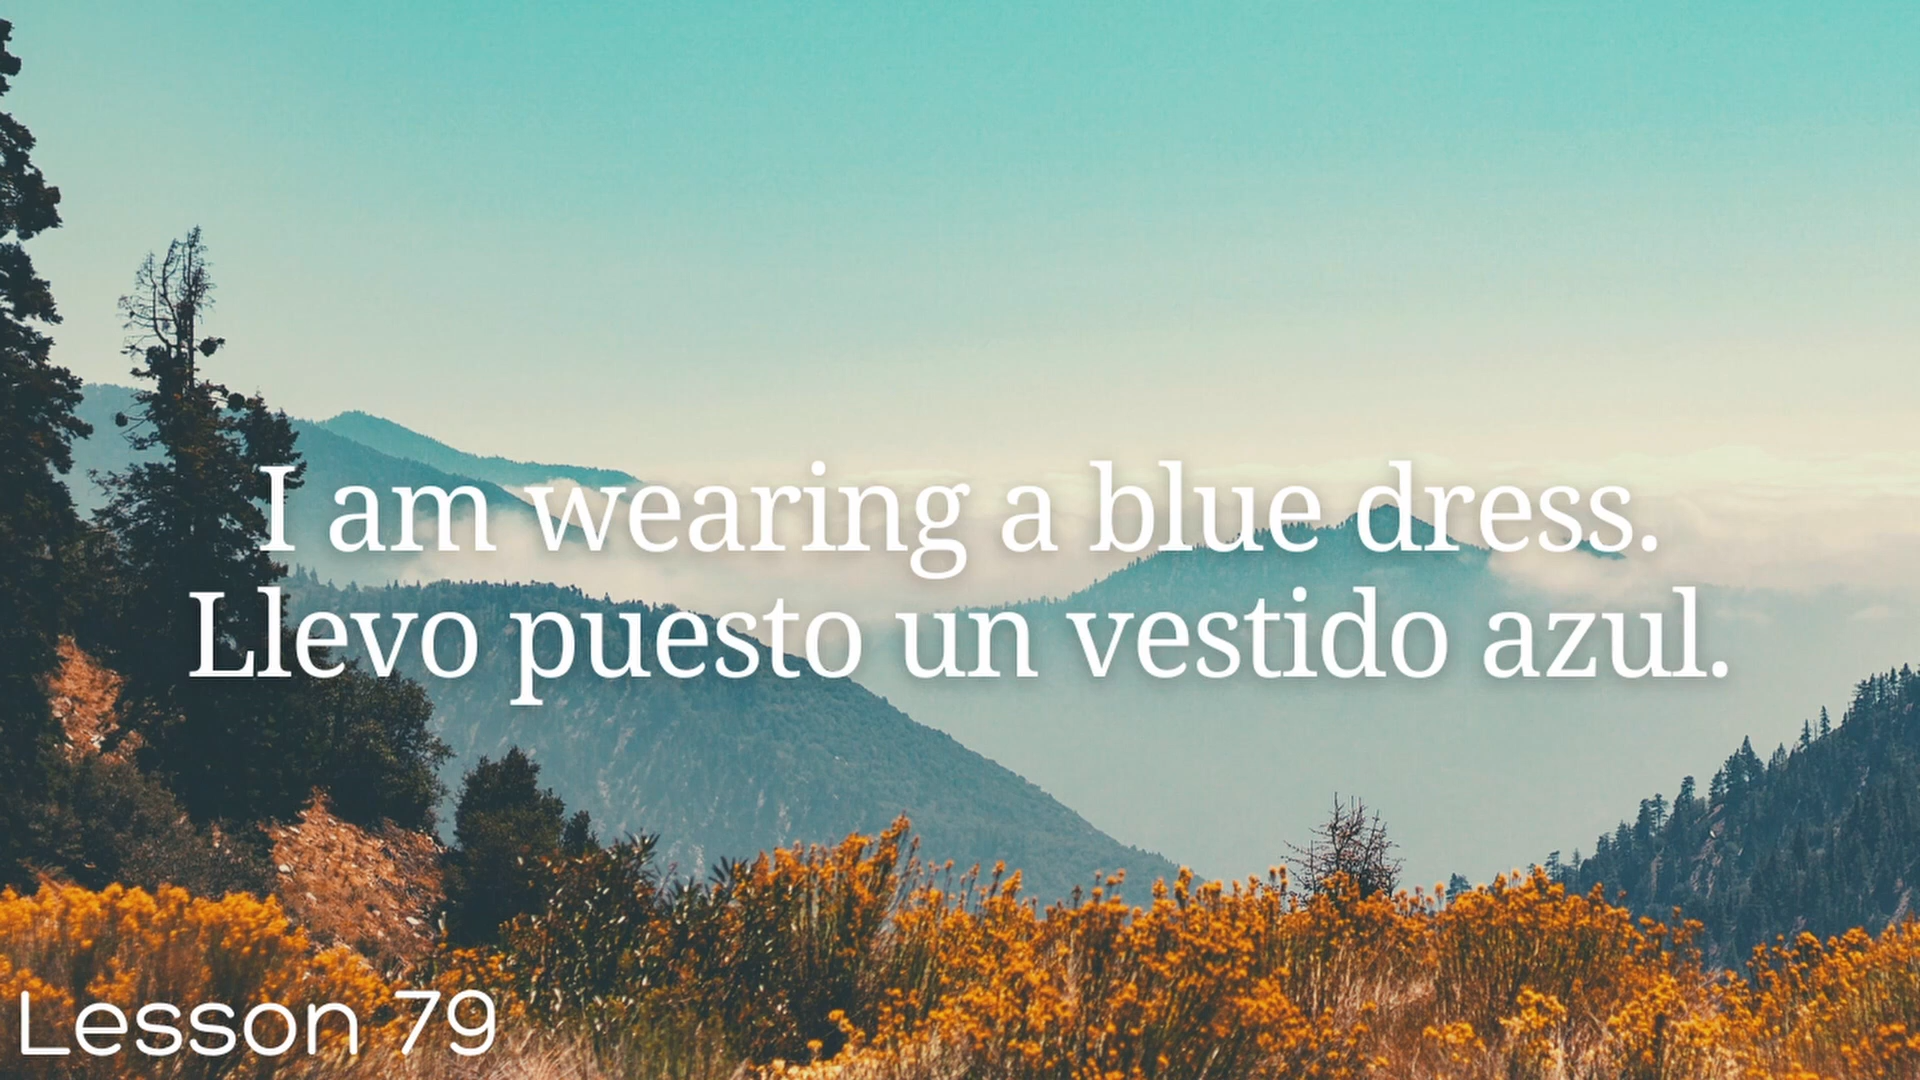 I am wearing a blue dress.
Llevo puesto un vestido azul.
Lesson 79